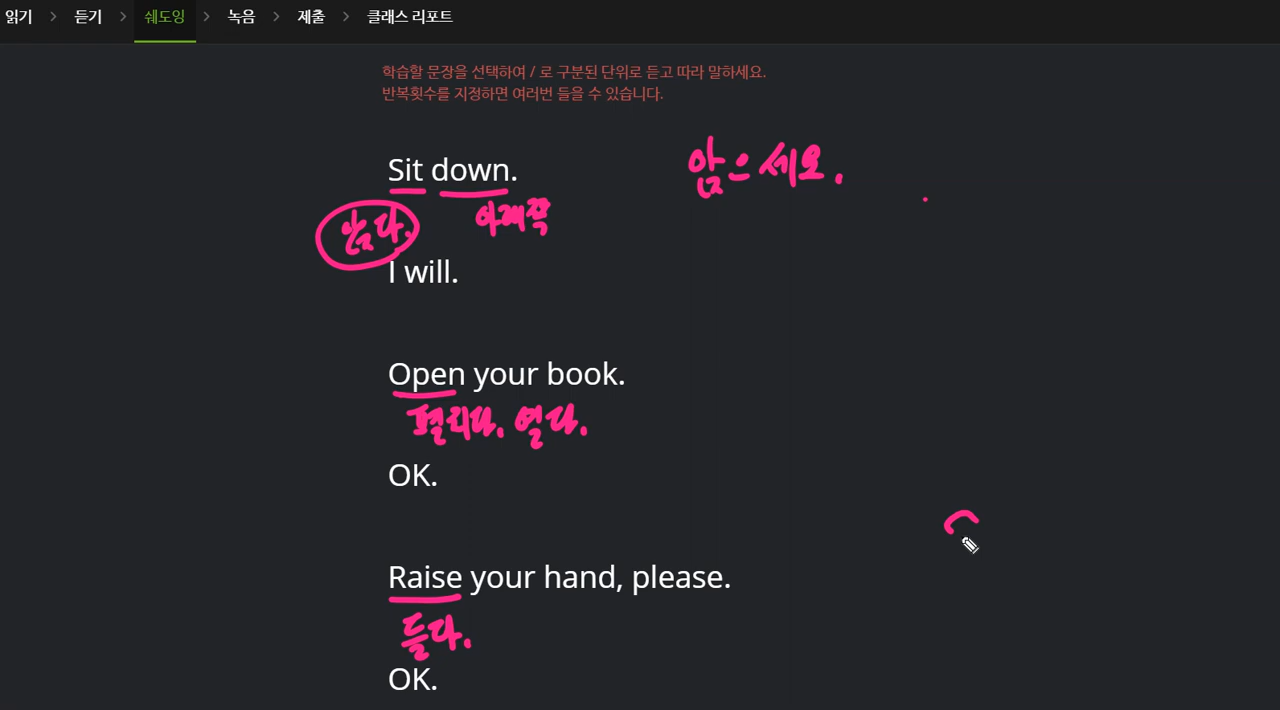 읽기 > 듣기 > 쉐도잉 > 녹음 > 제출 > 클래스 리포트
학습할 문장을 선택하여 / 로 구분된 단위로 듣고 따라 말하세요.
반복횟수를 지정하면 여러번 들을 수 있습니다.
Sit down. 앉으세요.
앉다. 아래쪽
I will.
Open your book.
펼치다. 열다.
OK.
Raise your hand, please.
들다.
OK.